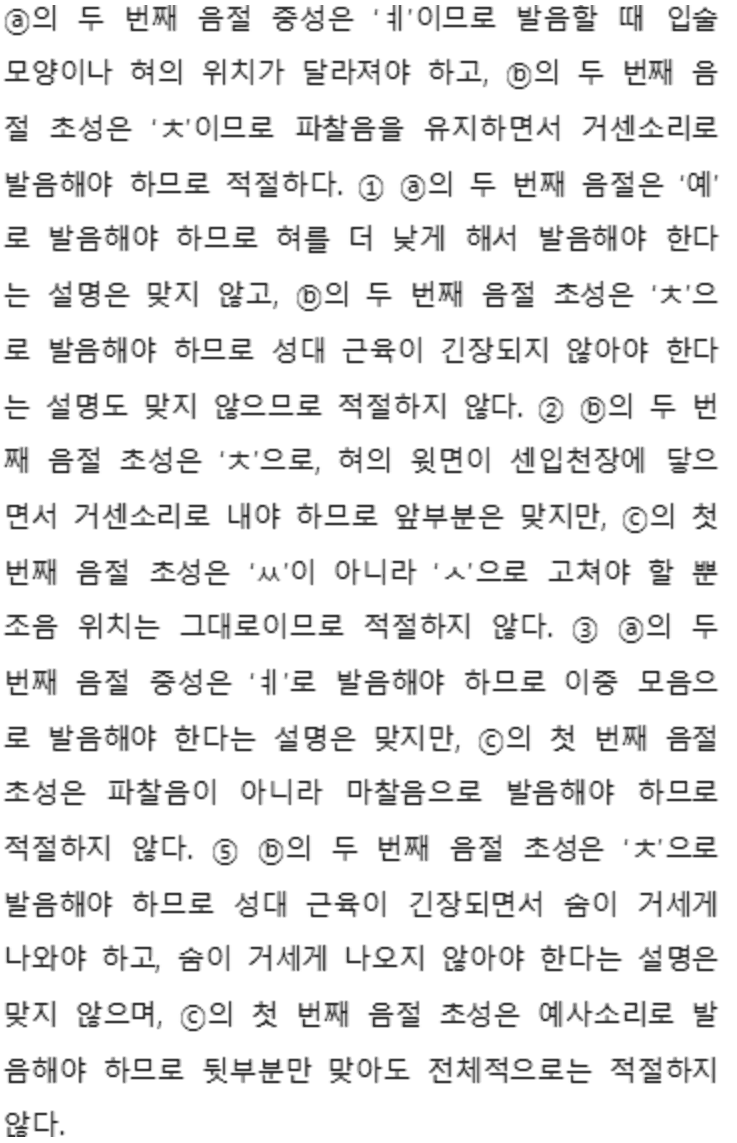 ⓐ의 두 번째 음절 중성은 ‘ㅖ’이므로 발음할 때 입술
모양이나 혀의 위치가 달라져야 하고, ⓑ의 두 번째 음
절 초성은 ‘ㅊ’이므로 파찰음을 유지하면서 거센소리로
발음해야 하므로 적절하다. ① ⓐ의 두 번째 음절은 ‘예’
로 발음해야 하므로 혀를 더 낮게 해서 발음해야 한다
는 설명은 맞지 않고, ⓑ의 두 번째 음절 초성은 ‘ㅊ’으
로 발음해야 하므로 성대 근육이 긴장되지 않아야 한다
는 설명도 맞지 않으므로 적절하지 않다. ② ⓑ의 두 번
째 음절 초성은 ‘ㅊ’으로, 혀의 윗면이 센입천장에 닿으
면서 거센소리로 내야 하므로 앞부분은 맞지만, ⓒ의 첫
번째 음절 초성은 ‘ㅆ’이 아니라 ‘ㅅ’으로 고쳐야 할 뿐
조음 위치는 그대로이므로 적절하지 않다. ③ ⓐ의 두
번째 음절 중성은 ‘ㅖ’로 발음해야 하므로 이중 모음으
로 발음해야 한다는 설명은 맞지만, ⓒ의 첫 번째 음절
초성은 파찰음이 아니라 마찰음으로 발음해야 하므로
적절하지 않다. ⑤ ⓑ의 두 번째 음절 초성은 ‘ㅊ’으로
발음해야 하므로 성대 근육이 긴장되면서 숨이 거세게
나와야 하고, 숨이 거세게 나오지 않아야 한다는 설명은
맞지 않으며, ⓒ의 첫 번째 음절 초성은 예사소리로 발
음해야 하므로 뒷부분만 맞아도 전체적으로는 적절하지
않다.